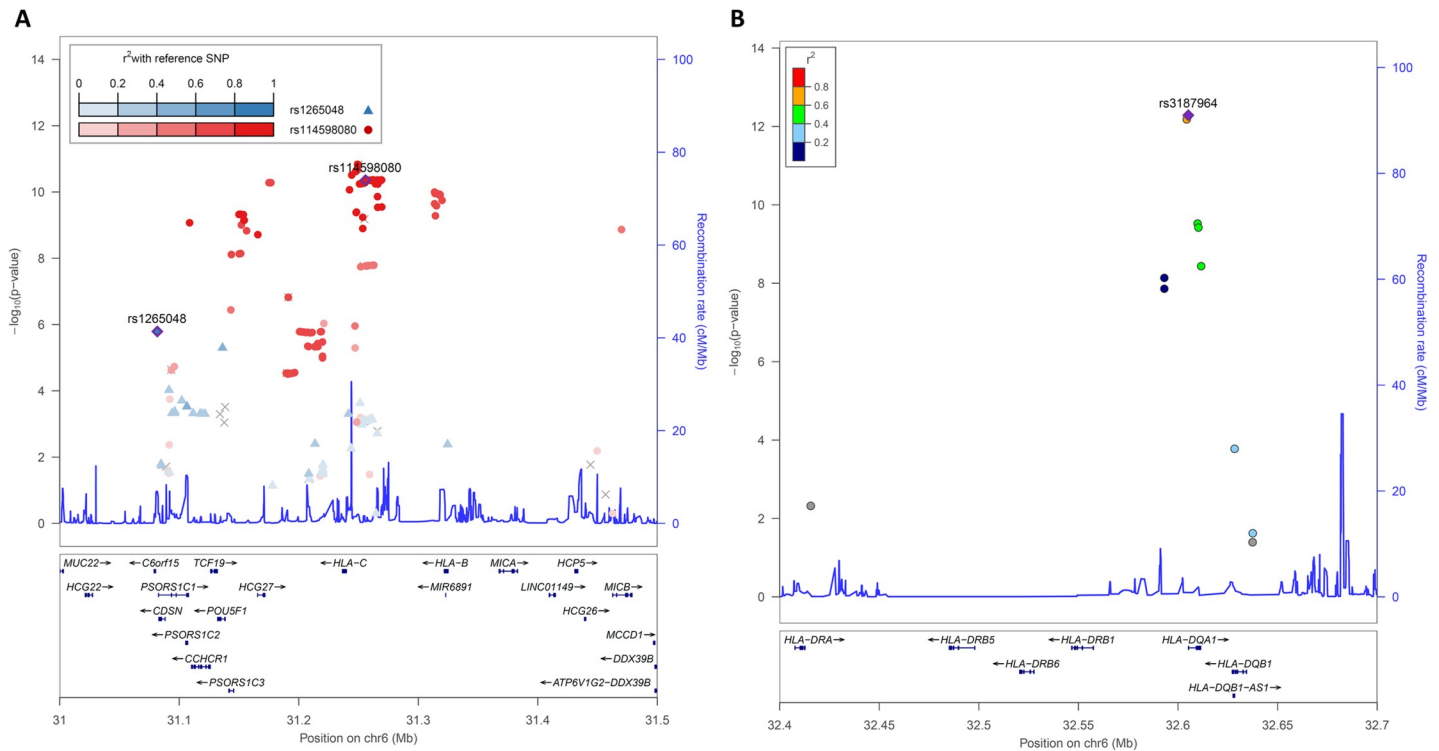 A
r² with reference SNP
0 0.2 0.4 0.6 0.8 1
rs1265048
rs114598080
14
12
10
8
6
4
2
0
−log₁₀(p−value)
100
80
60
40
20
0
Recombination rate (cM/Mb)
rs114598080
rs1265048
MUC22→ ←C6orf15 TCF19→ ←HLA−C ←HLA−B MICA→ HCP5→
HCG22→ PSORS1C1→ HCG27→ ←MIR6891 LINC01149→ MICB→
←CDSN ←POU5F1 HCG26→
←PSORS1C2 MCCD1→
←CCHCR1 ←DDX39B
←PSORS1C3 ←ATP6V1G2−DDX39B
31 31.1 31.2 31.3 31.4 31.5
Position on chr6 (Mb)
B
r²
0.8
0.6
0.4
0.2
14
12
10
8
6
4
2
0
−log₁₀(p−value)
100
80
60
40
20
0
Recombination rate (cM/Mb)
rs3187964
HLA−DRA→ ←HLA−DRB5 ←HLA−DRB1 HLA−DQA1→
←HLA−DRB6 ←HLA−DQB1
HLA−DQB1−AS1→
32.4 32.45 32.5 32.55 32.6 32.65 32.7
Position on chr6 (Mb)